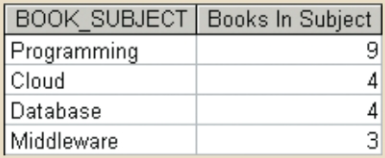 BOOK_SUBJECT Books In Subject
Programming 9
Cloud 4
Database 4
Middleware 3